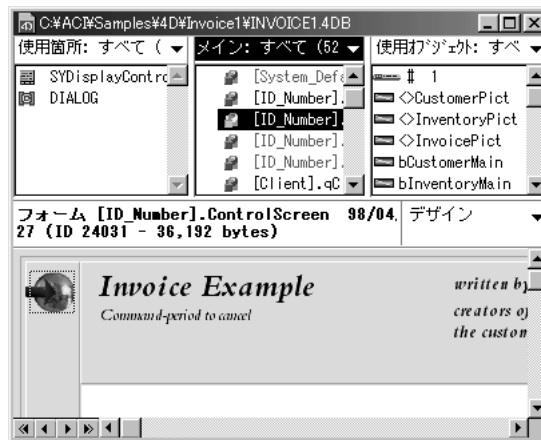 C:¥ACI¥Samples¥4D¥Invoice1¥INVOICE1.4DB
使用箇所: すべて (
メイン: すべて (52
使用ｵﾌﾞｼﾞｪｸﾄ: すべ
SYDisplayContrc
DIALOG
[System_Defa
[ID_Number].
[ID_Number].
[ID_Number].
[ID_Number].
[Client].qC
# 1
<>CustomerPict
<>InventoryPict
<>InvoicePict
bCustomerMain
bInventoryMain
フォーム [ID_Number].ControlScreen 98/04.
27 (ID 24031 - 36,192 bytes)
デザイン
Invoice Example
Command-period to cancel
written by
creators of
the custom